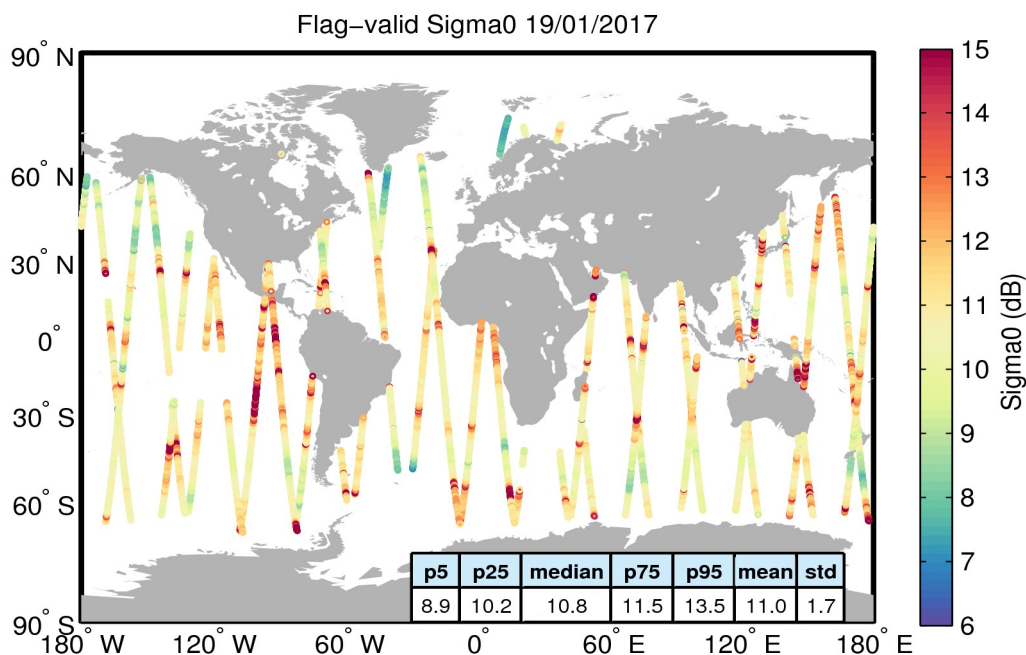 Flag−valid Sigma0 19/01/2017
90° N
60° N
30° N
0°
30° S
60° S
90° S
180° W
120° W
60° W
0°
60° E
120° E
180° E
15
14
13
12
11
10
9
8
7
6
Sigma0 (dB)
p5 p25 median p75 p95 mean std
8.9 10.2 10.8 11.5 13.5 11.0 1.7